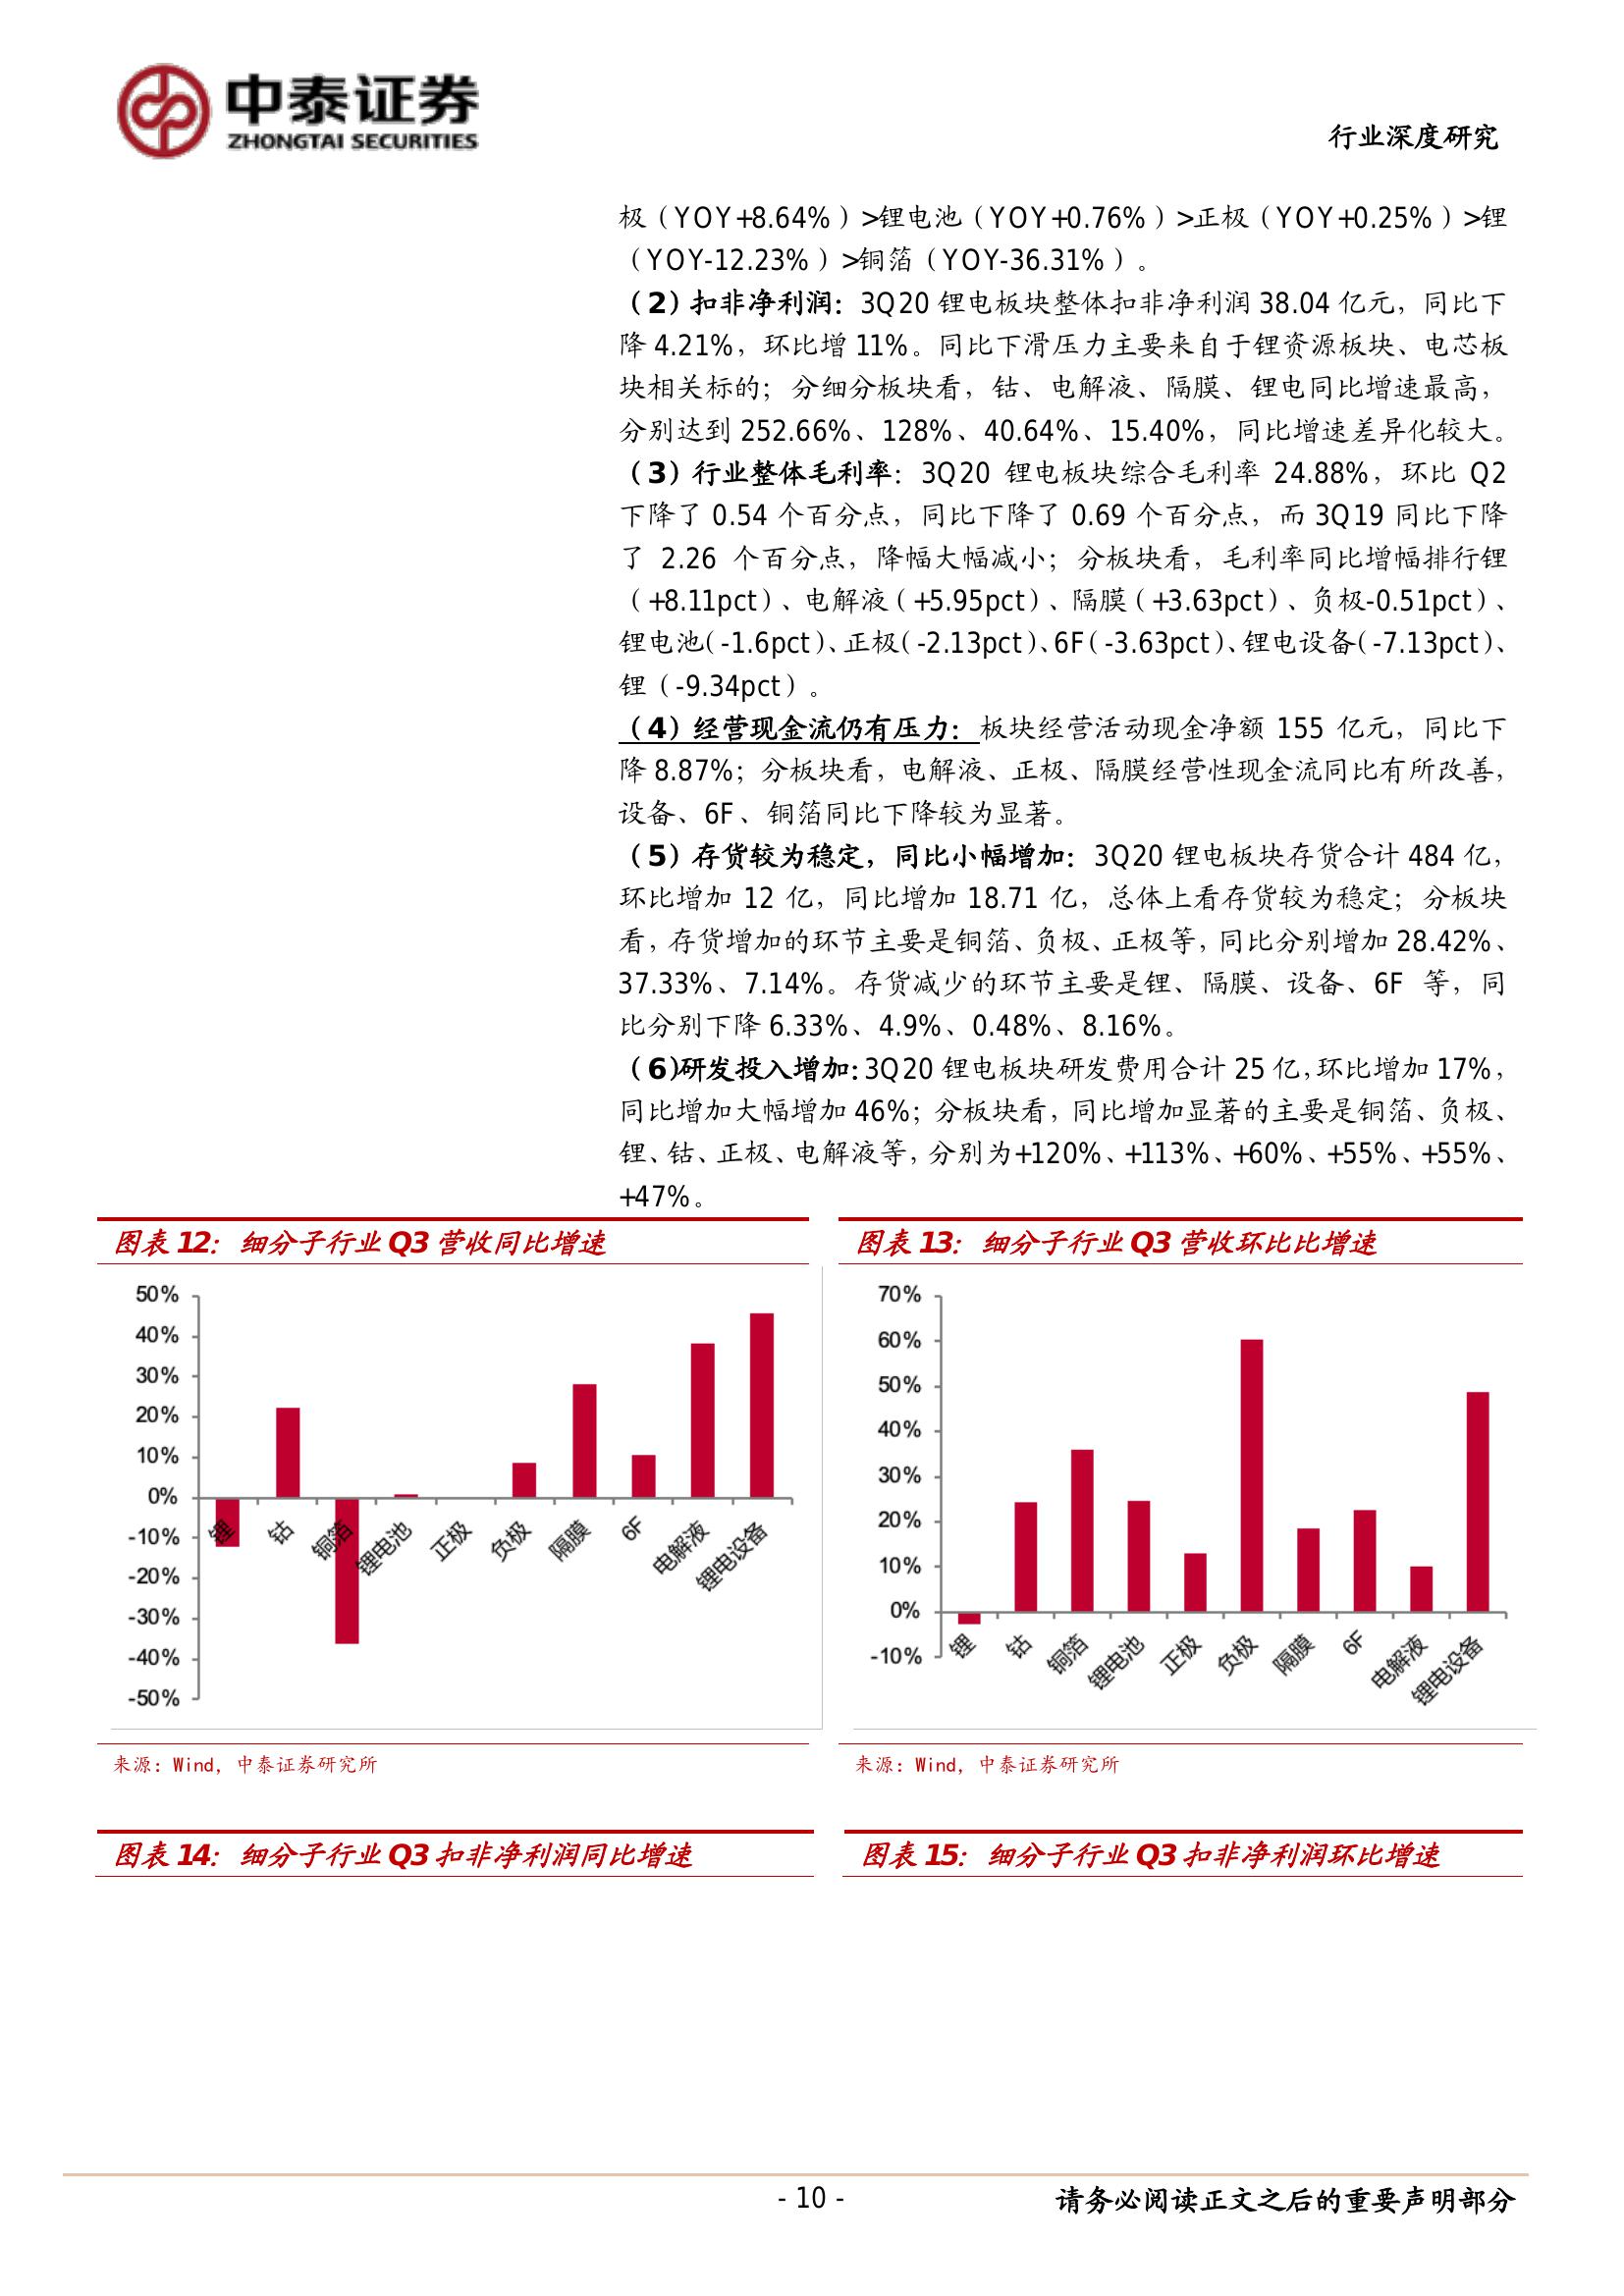 中泰证券
ZHONGTAI SECURITIES
行业深度研究
极（YOY+8.64%）>锂电池（YOY+0.76%）>正极（YOY+0.25%）>锂
（YOY-12.23%）>铜箔（YOY-36.31%）。
（2）扣非净利润：3Q20 锂电板块整体扣非净利润 38.04 亿元，同比下
降 4.21%，环比增 11%。同比下滑压力主要来自于锂资源板块、电芯板
块相关标的；分细分板块看，钴、电解液、隔膜、锂电同比增速最高，
分别达到 252.66%、128%、40.64%、15.40%，同比增速差异化较大。
（3）行业整体毛利率：3Q20 锂电板块综合毛利率 24.88%，环比 Q2
下降了 0.54 个百分点，同比下降了 0.69 个百分点，而 3Q19 同比下降
了 2.26 个百分点，降幅大幅减小；分板块看，毛利率同比增幅排行锂
（+8.11pct）、电解液（+5.95pct）、隔膜（+3.63pct）、负极-0.51pct）、
锂电池（-1.6pct）、正极（-2.13pct）、6F（-3.63pct）、锂电设备（-7.13pct）、
锂（-9.34pct）。
（4）经营现金流仍有压力：板块经营活动现金净额 155 亿元，同比下
降 8.87%；分板块看，电解液、正极、隔膜经营性现金流同比有所改善，
设备、6F、铜箔同比下降较为显著。
（5）存货较为稳定，同比小幅增加：3Q20 锂电板块存货合计 484 亿，
环比增加 12 亿，同比增加 18.71 亿，总体上看存货较为稳定；分板块
看，存货增加的环节主要是铜箔、负极、正极等，同比分别增加 28.42%、
37.33%、7.14%。存货减少的环节主要是锂、隔膜、设备、6F 等，同
比分别下降 6.33%、4.9%、0.48%、8.16%。
（6）研发投入增加：3Q20 锂电板块研发费用合计 25 亿，环比增加 17%，
同比增加大幅增加 46%；分板块看，同比增加显著的主要是铜箔、负极、
锂、钴、正极、电解液等，分别为+120%、+113%、+60%、+55%、+55%、
+47%。
图表 12：细分子行业 Q3 营收同比增速
50%
40%
30%
20%
10%
0%
-10%
-20%
-30%
-40%
-50%
锂
钴
铜箔
锂电池
正极
负极
隔膜
6F
电解液
锂电设备
来源：Wind，中泰证券研究所
图表 13：细分子行业 Q3 营收环比比增速
70%
60%
50%
40%
30%
20%
10%
0%
-10%
锂
钴
铜箔
锂电池
正极
负极
隔膜
6F
电解液
锂电设备
来源：Wind，中泰证券研究所
图表 14：细分子行业 Q3 扣非净利润同比增速
图表 15：细分子行业 Q3 扣非净利润环比增速
- 10 -
请务必阅读正文之后的重要声明部分